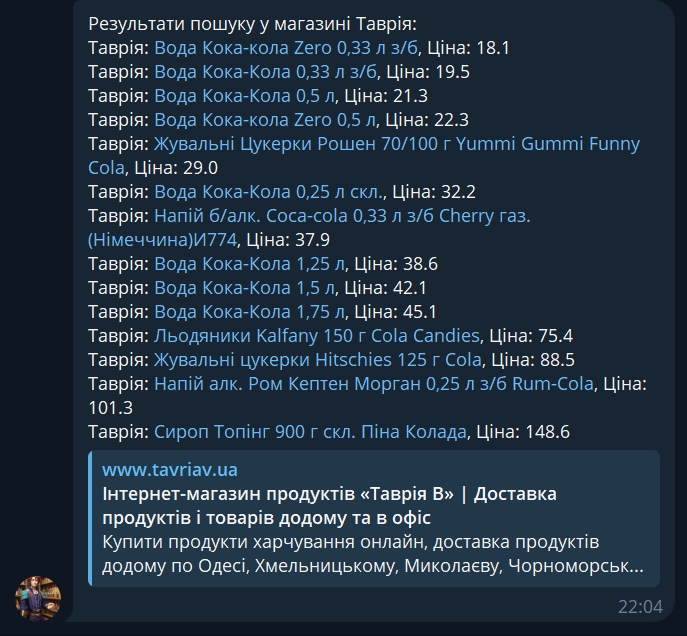 Результати пошуку у магазині Таврія:
Таврія: Вода Кока-кола Zero 0,33 л з/б, Ціна: 18.1
Таврія: Вода Кока-кола 0,33 л з/б, Ціна: 19.5
Таврія: Вода Кока-Кола 0,5 л, Ціна: 21.3
Таврія: Вода Кока-кола Zero 0,5 л, Ціна: 22.3
Таврія: Жувальні Цукерки Рошен 70/100 г Yummi Gummi Funny
Cola, Ціна: 29.0
Таврія: Вода Кока-Кола 0,25 л скл., Ціна: 32.2
Таврія: Напій б/алк. Coca-cola 0,33 л з/б Cherry газ.
(Німеччина)И774, Ціна: 37.9
Таврія: Вода Кока-Кола 1,25 л, Ціна: 38.6
Таврія: Вода Кока-Кола 1,5 л, Ціна: 42.1
Таврія: Вода Кока-Кола 1,75 л, Ціна: 45.1
Таврія: Льодяники Kalfany 150 г Cola Candies, Ціна: 75.4
Таврія: Жувальні цукерки Hitschies 125 г Cola, Ціна: 88.5
Таврія: Напій алк. Ром Кептен Морган 0,25 л з/б Rum-Cola, Ціна:
101.3
Таврія: Сироп Топінг 900 г скл. Піна Колада, Ціна: 148.6
www.tavriav.ua
Інтернет-магазин продуктів «Таврія В» | Доставка
продуктів і товарів додому та в офіс
Купити продукти харчування онлайн, доставка продуктів
додому по Одесі, Хмельницькому, Миколаєву, Чорноморськ...
22:04